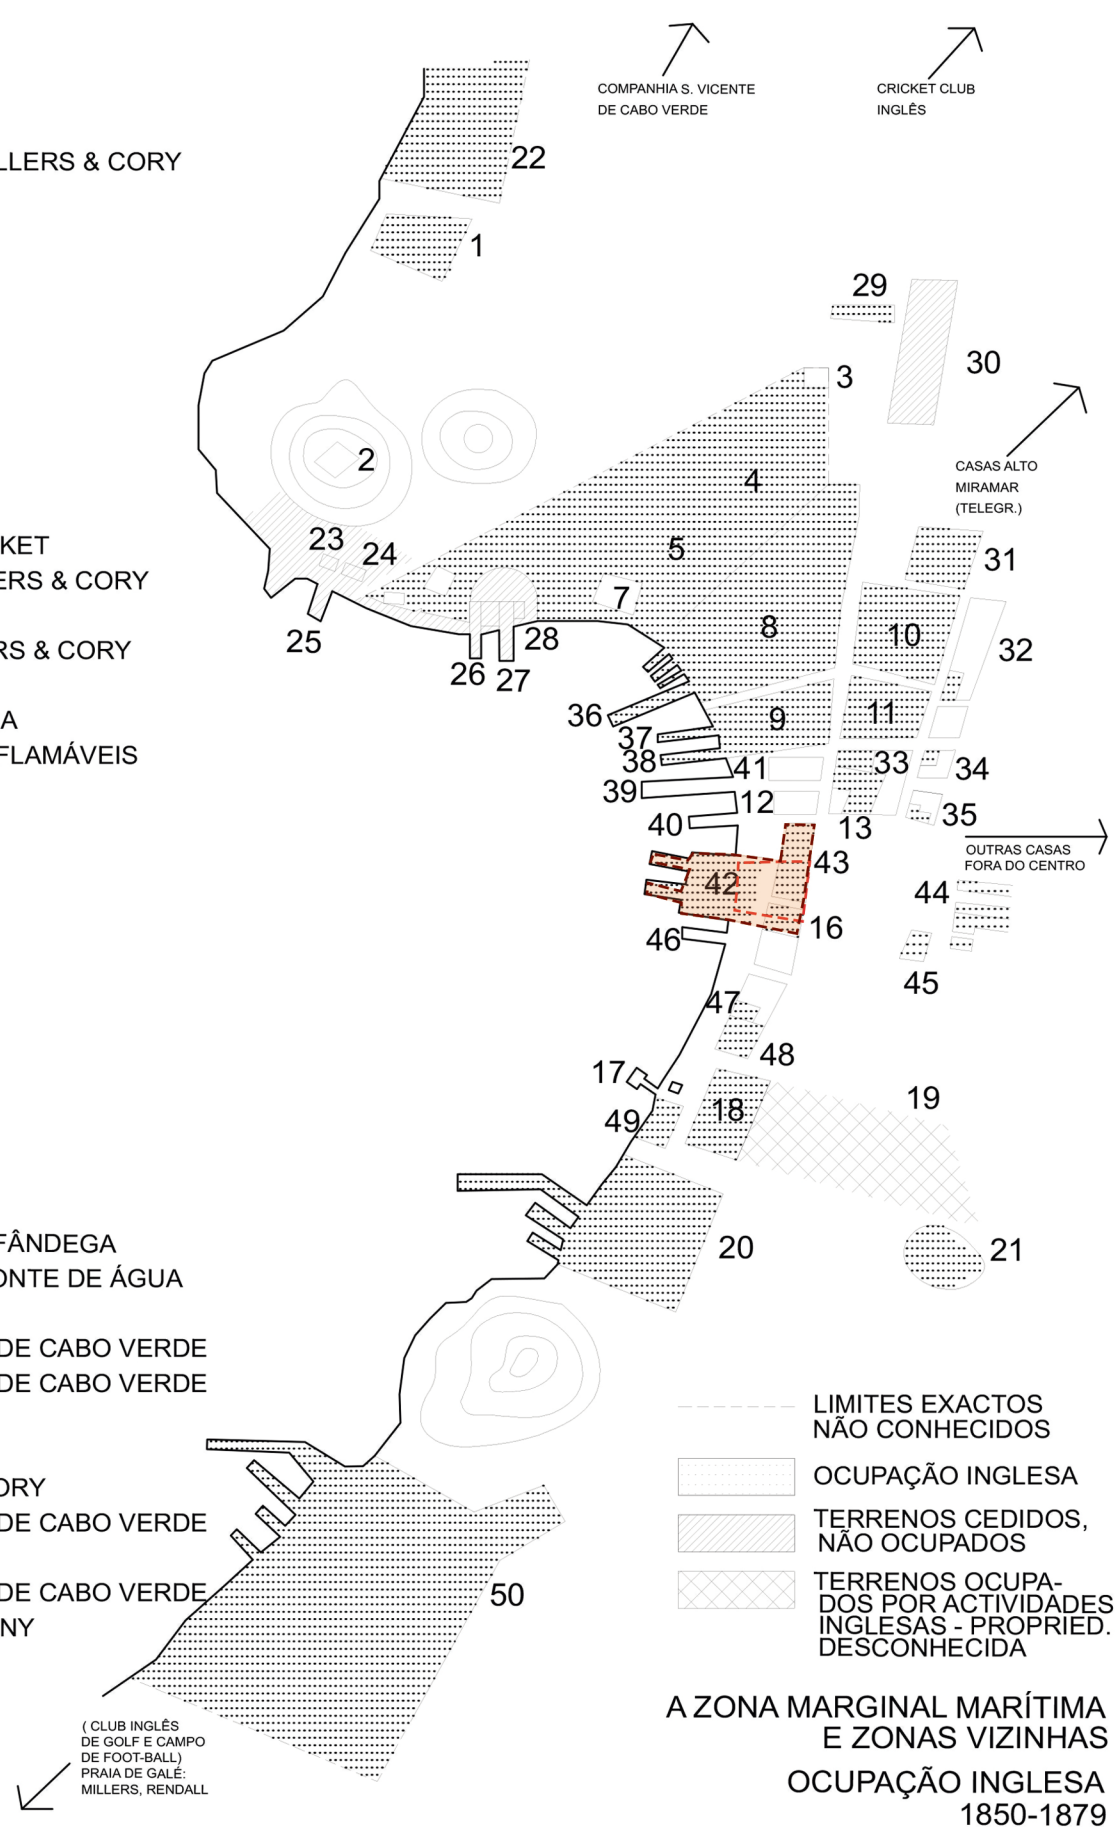 COMPANHIA S. VICENTE
DE CABO VERDE
CRICKET CLUB
INGLÊS
LLERS & CORY
22
1
29
30
3
2
4
CASAS ALTO
MIRAMAR
(TELEGR.)
KET
23
24
5
31
ERS & CORY
7
8
10
25
28
32
RS & CORY
26
27
36
9
11
A
37
FLAMÁVEIS
38
41
33
34
39
12
40
13
35
43
OUTRAS CASAS
FORA DO CENTRO
42
44
16
46
45
47
48
17
19
49
18
FÂNDEGA
20
21
ONTE DE ÁGUA
DE CABO VERDE
DE CABO VERDE
LIMITES EXACTOS
NÃO CONHECIDOS
ORY
OCUPAÇÃO INGLESA
DE CABO VERDE
TERRENOS CEDIDOS,
NÃO OCUPADOS
DE CABO VERDE
50
TERRENOS OCUPA-
DOS POR ACTIVIDADES
INGLESAS - PROPRIED.
DESCONHECIDA
NY
A ZONA MARGINAL MARÍTIMA
E ZONAS VIZINHAS
( CLUB INGLÊS
DE GOLF E CAMPO
DE FOOT-BALL)
PRAIA DE GALÉ:
MILLERS, RENDALL
OCUPAÇÃO INGLESA
1850-1879